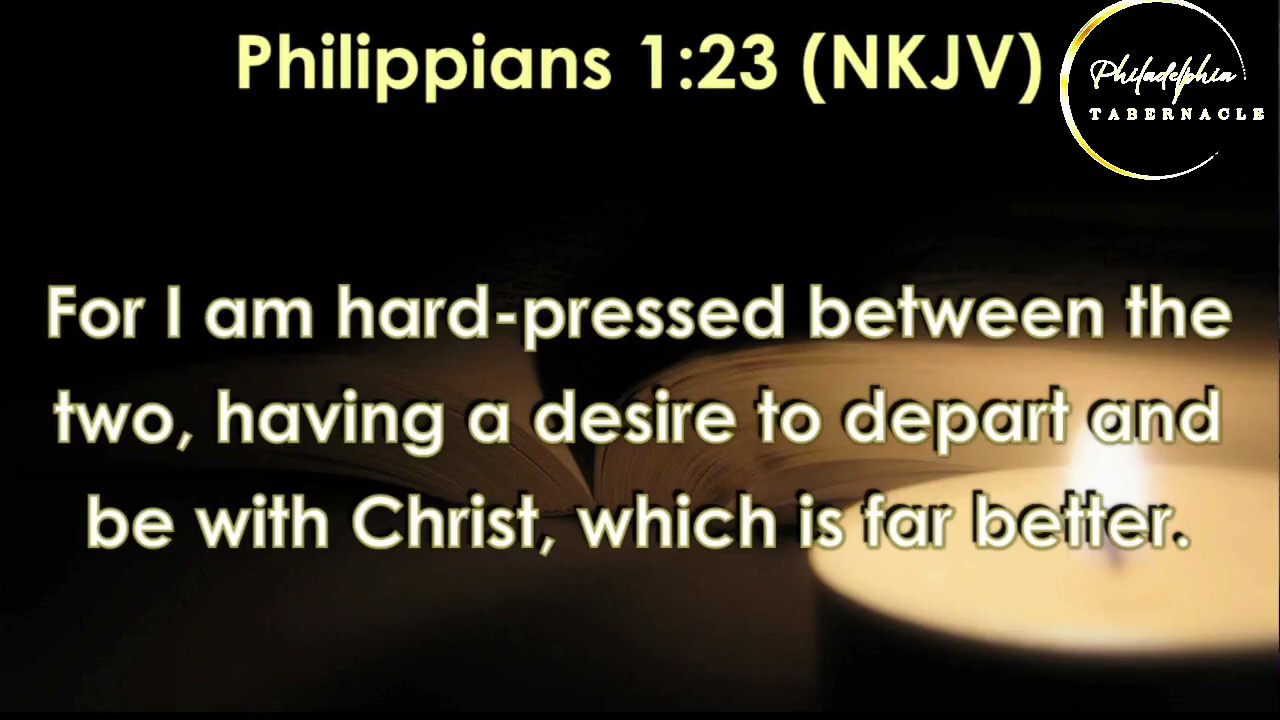 Philippians 1:23 (NKJV)
Philadelphia
TABERNACLE
For I am hard-pressed between the
two, having a desire to depart and
be with Christ, which is far better.